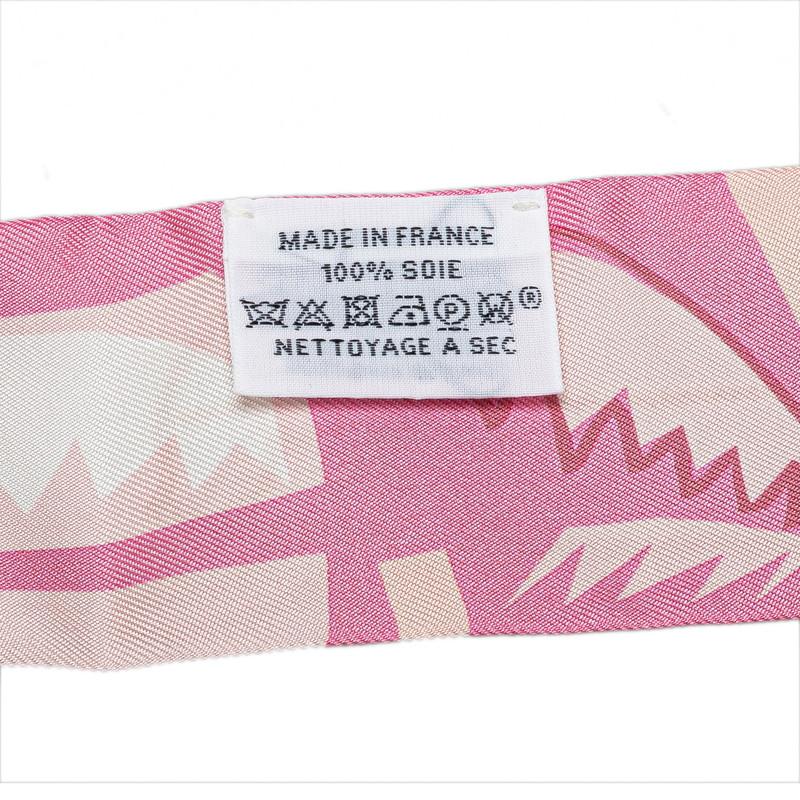 MADE IN FRANCE
100% SOIE
P W ®
NETTOYAGE A SEC